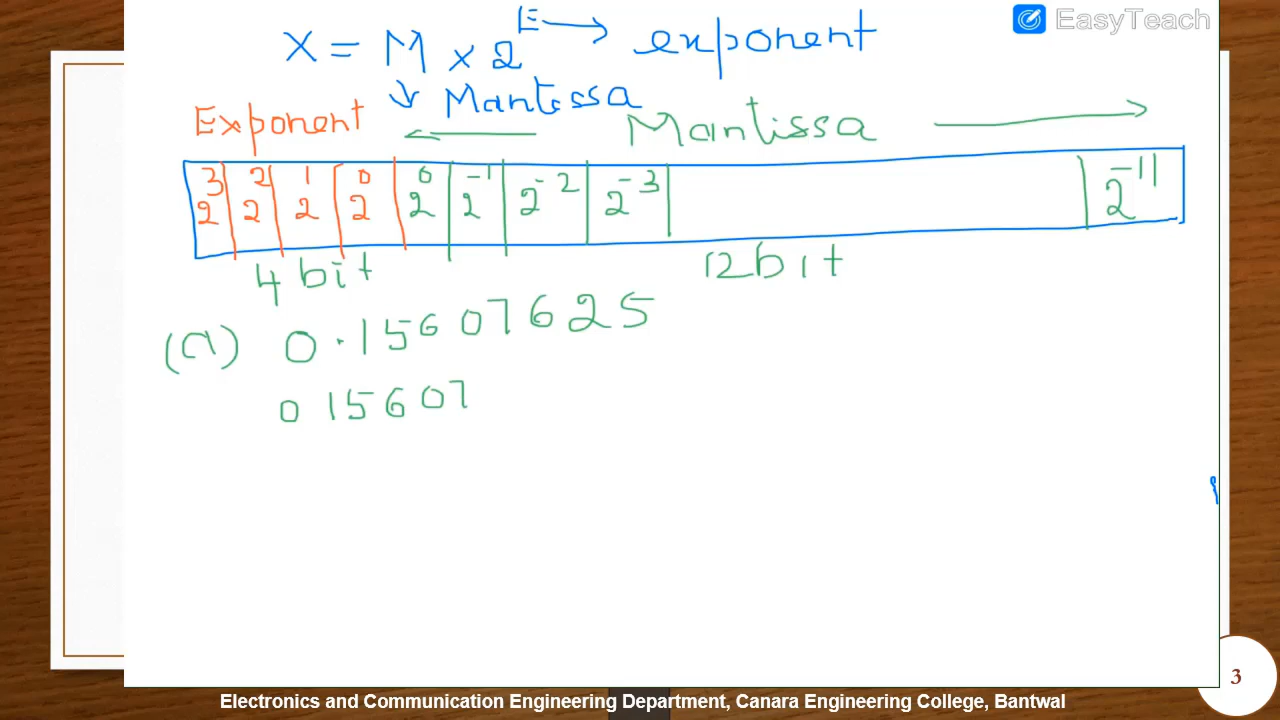 EasyTeach
X = M × 2^E → exponent
↓ Mantissa
Exponent ← Mantissa →
2^3 2^2 2^1 2^0 2^0 2^-1 2^-2 2^-3 2^-11
4 bit 12 bit
(a) 0.15607625
0 15607
3
Electronics and Communication Engineering Department, Canara Engineering College, Bantwal